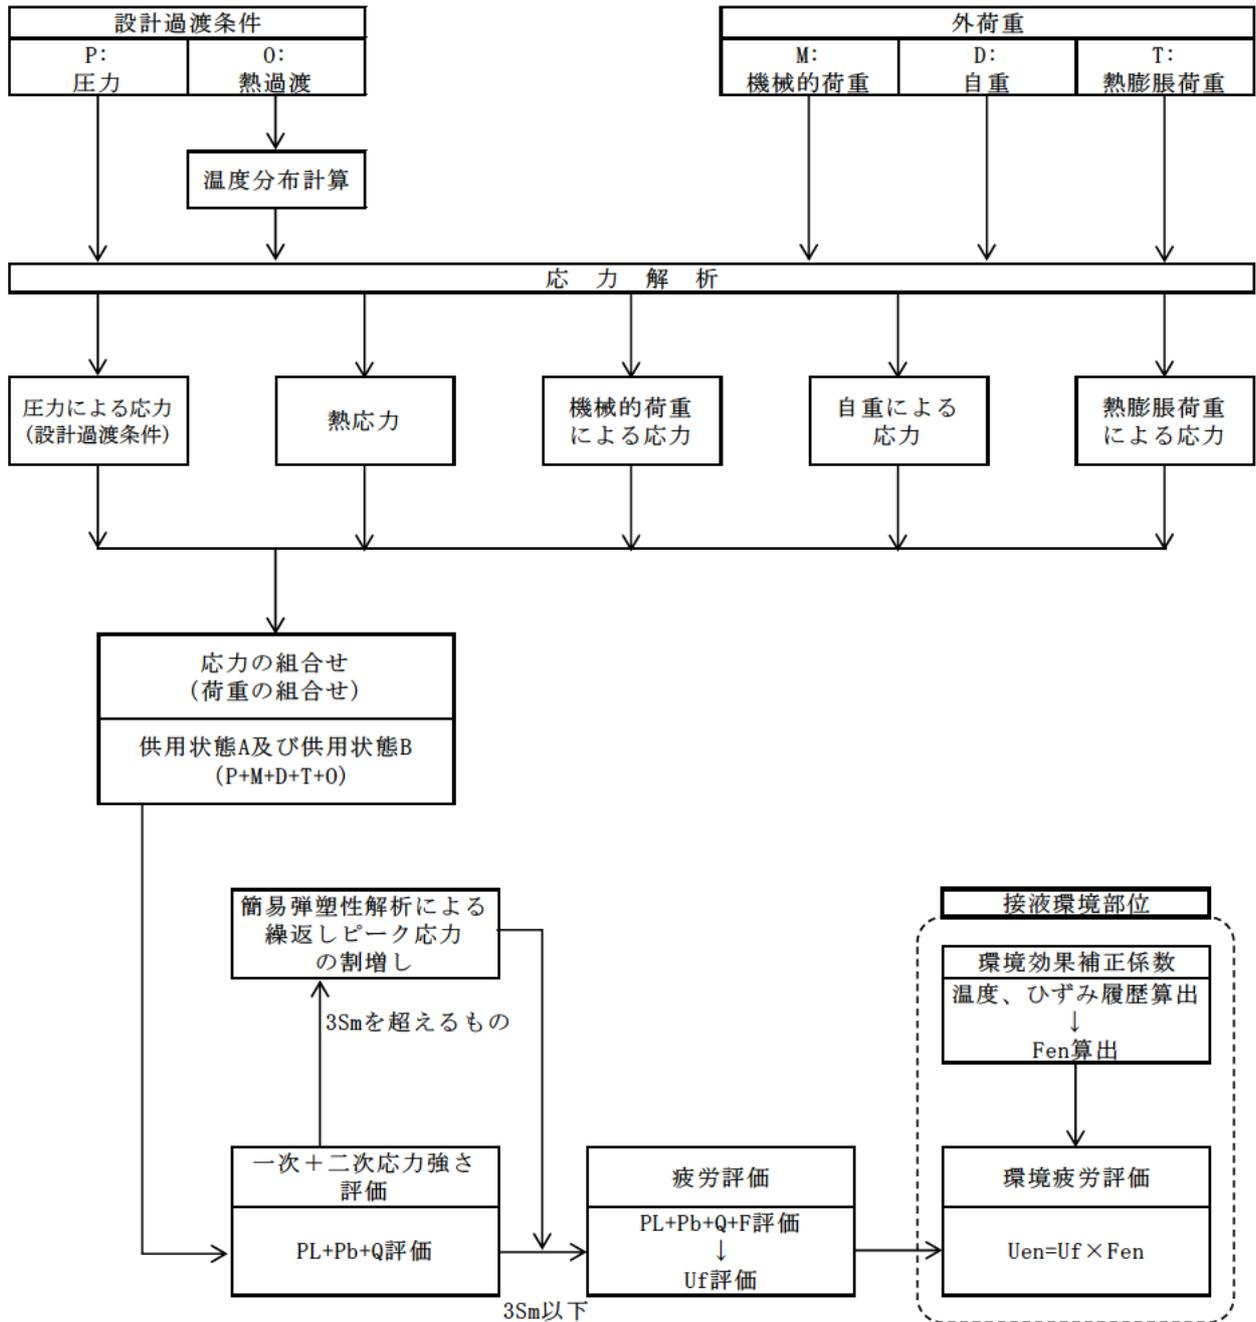 設計過渡条件
P:
圧力
O:
熱過渡
外荷重
M:
機械的荷重
D:
自重
T:
熱膨脹荷重
温度分布計算
応力解析
圧力による応力
(設計過渡条件)
熱応力
機械的荷重
による応力
自重による
応力
熱膨脹荷重
による応力
応力の組合せ
(荷重の組合せ)
供用状態A及び供用状態B
(P+M+D+T+O)
簡易弾塑性解析による
繰返しピーク応力
の割増し
3Smを超えるもの
一次+二次応力強さ
評価
PL+Pb+Q評価
3Sm以下
疲労評価
PL+Pb+Q+F評価
↓
Uf評価
接液環境部位
環境効果補正係数
温度、ひずみ履歴算出
↓
Fen算出
環境疲労評価
Uen=Uf×Fen